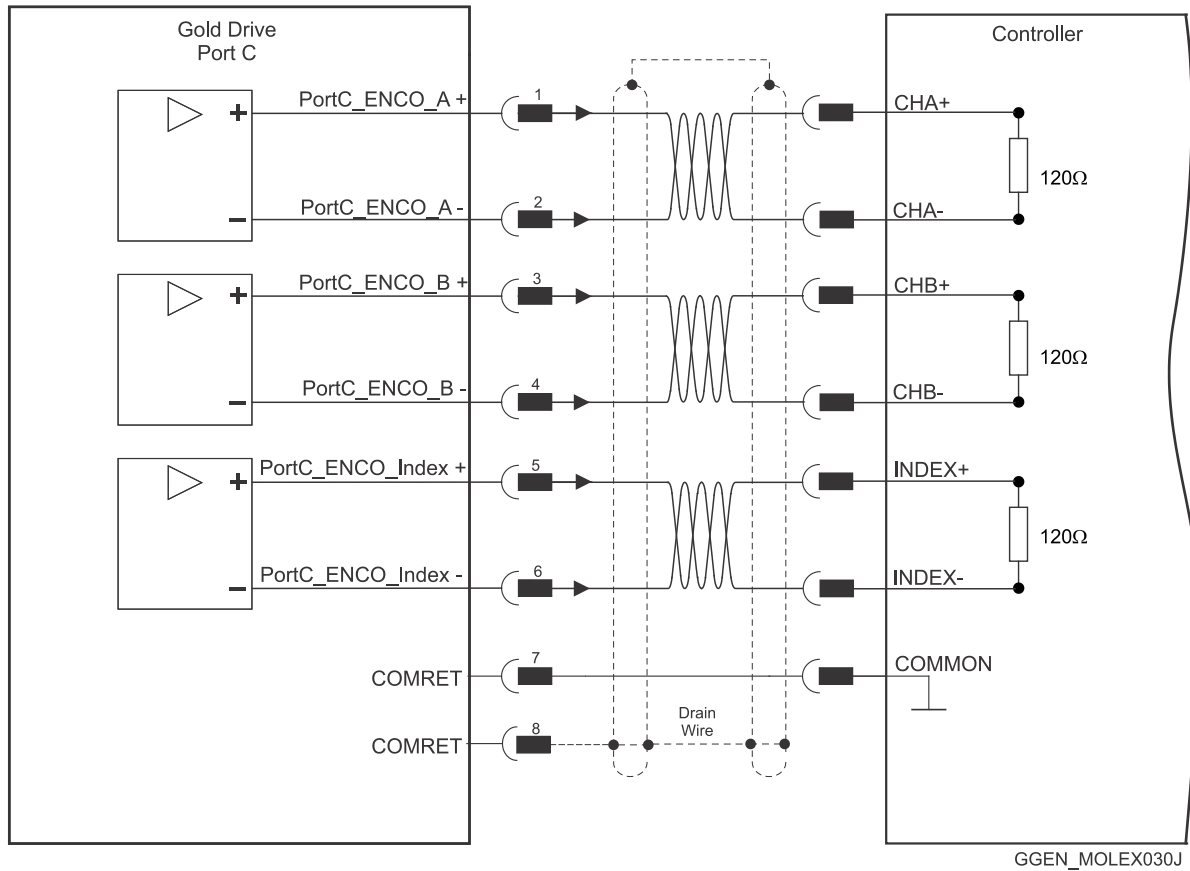 Gold Drive
Port C
Controller
PortC_ENCO_A +
1
CHA+
120Ω
PortC_ENCO_A -
2
CHA-
PortC_ENCO_B +
3
CHB+
120Ω
PortC_ENCO_B -
4
CHB-
PortC_ENCO_Index +
5
INDEX+
120Ω
PortC_ENCO_Index -
6
INDEX-
COMRET
7
COMMON
COMRET
8
Drain
Wire
GGEN_MOLEX030J